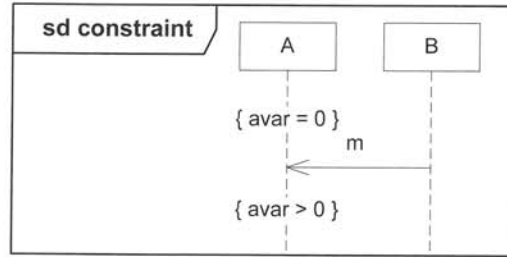 sd constraint
A
B
{ avar = 0 }
m
{ avar > 0 }